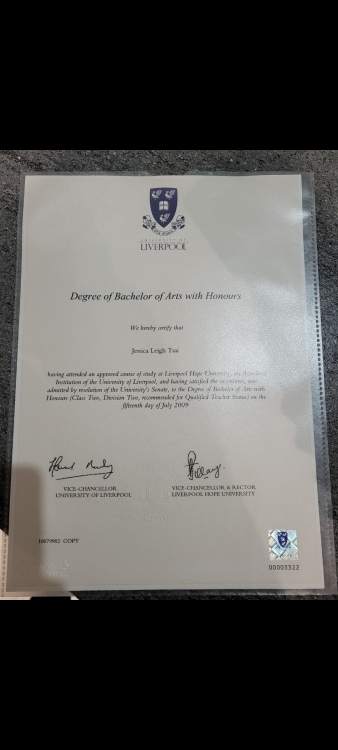 UNIVERSITY OF
LIVERPOOL
Degree of Bachelor of Arts with Honours
We hereby certify that
Jessica Leigh
having attended an approved course of study at Liverpool Hope University, an Accredited
Institution of the University of Liverpool, and having satisfied the examiners, was
admitted by resolution of the University's Senate, to the Degree of Bachelor of Arts with
Honours (Class Two, Division Two, recommended for Qualified Teacher Status) on the
fifteenth day of July 2009
VICE-CHANCELLOR
UNIVERSITY OF LIVERPOOL
VICE-CHANCELLOR & RECTOR
LIVERPOOL HOPE UNIVERSITY
COPY
00003322